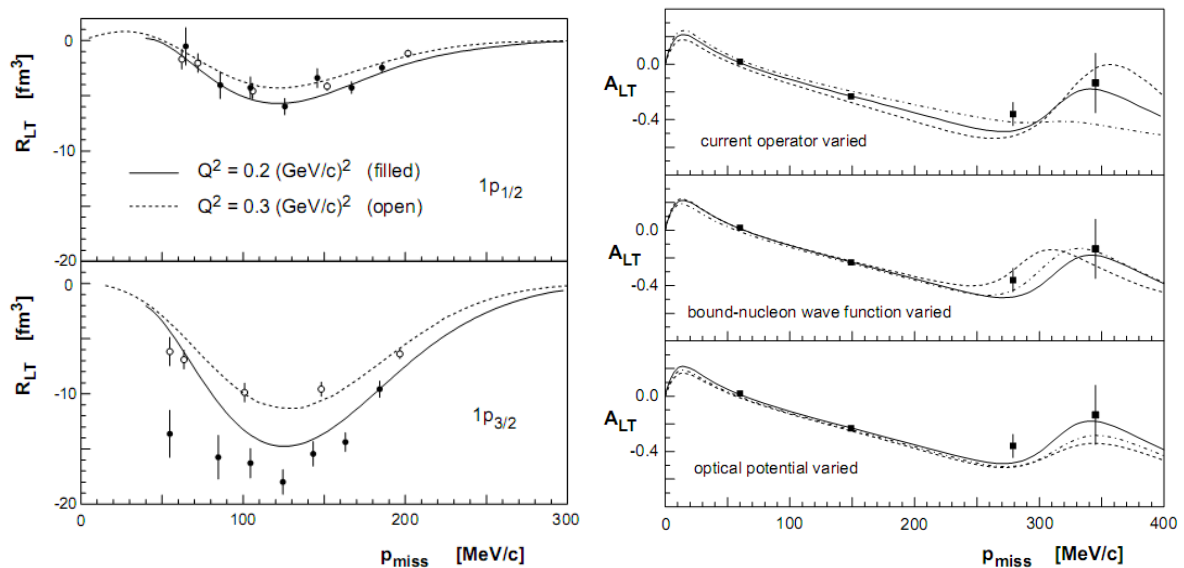 0
-10
-20
R_LT [fm³]
Q² = 0.2 (GeV/c)² (filled)
Q² = 0.3 (GeV/c)² (open)
1p_1/2
0
-10
-20
R_LT [fm³]
1p_3/2
0 100 200 300
p_miss [MeV/c]
0.0
-0.4
A_LT
current operator varied
0.0
-0.4
A_LT
bound-nucleon wave function varied
0.0
-0.4
A_LT
optical potential varied
0 100 200 300 400
p_miss [MeV/c]